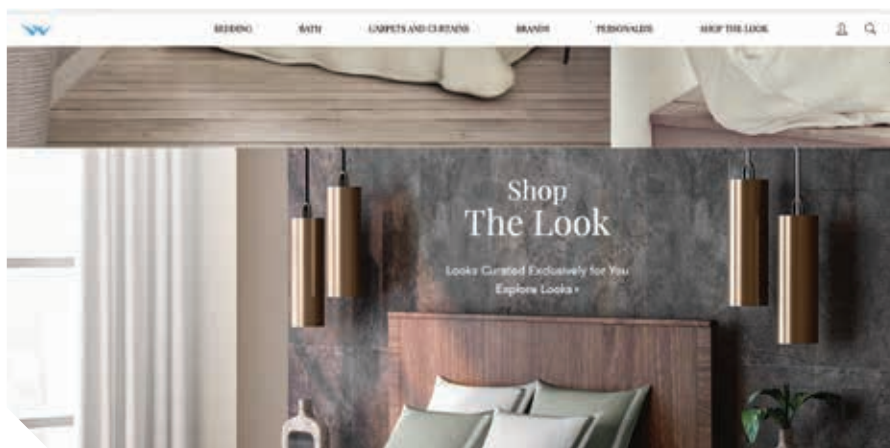 BEDDING BATH CARPETS AND CURTAINS BRANDS PERSONALIZE SHOP THE LOOK
Shop
The Look
Looks Curated Exclusively for You
Explore Looks ›